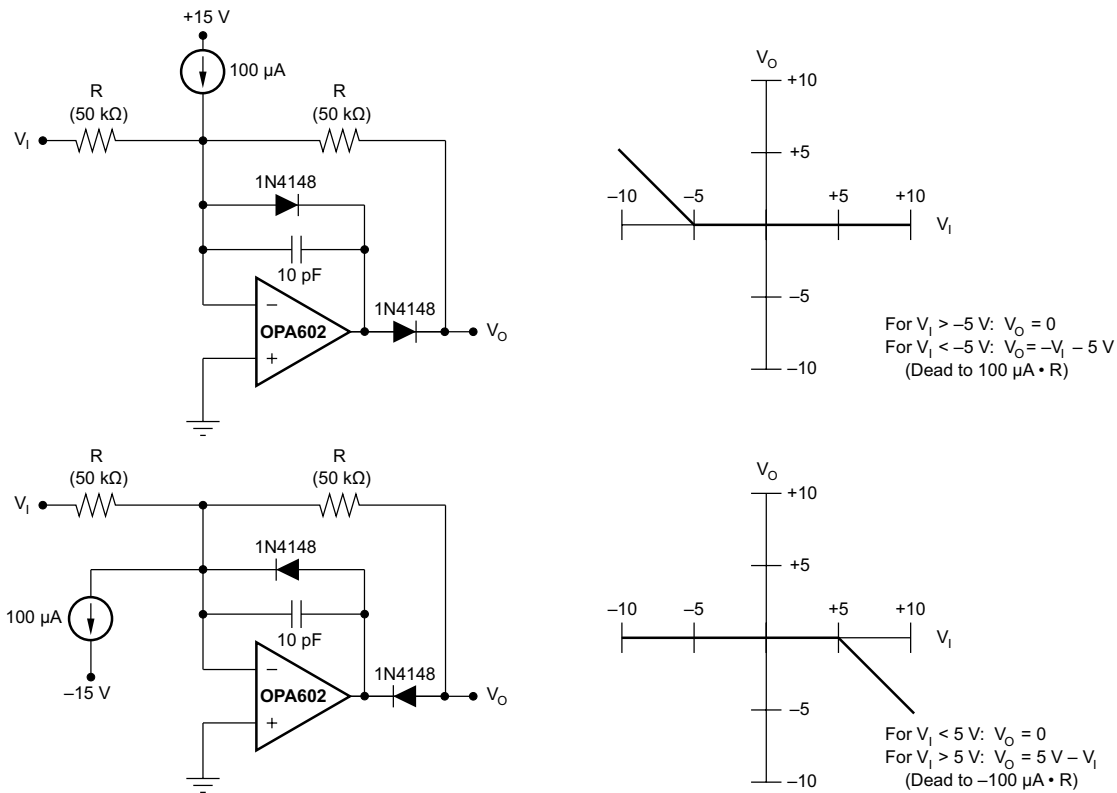 +15 V
100 µA
R
(50 kΩ)
R
(50 kΩ)
V_I
1N4148
10 pF
1N4148
–
OPA602
+
V_O
V_O
+10
+5
–10
–5
+5
+10
V_I
–5
–10
For V_I > –5 V: V_O = 0
For V_I < –5 V: V_O = –V_I – 5 V
(Dead to 100 µA • R)
R
(50 kΩ)
R
(50 kΩ)
V_I
1N4148
100 µA
10 pF
–15 V
1N4148
–
OPA602
+
V_O
V_O
+10
+5
–10
–5
+5
+10
V_I
–5
–10
For V_I < 5 V: V_O = 0
For V_I > 5 V: V_O = 5 V – V_I
(Dead to –100 µA • R)